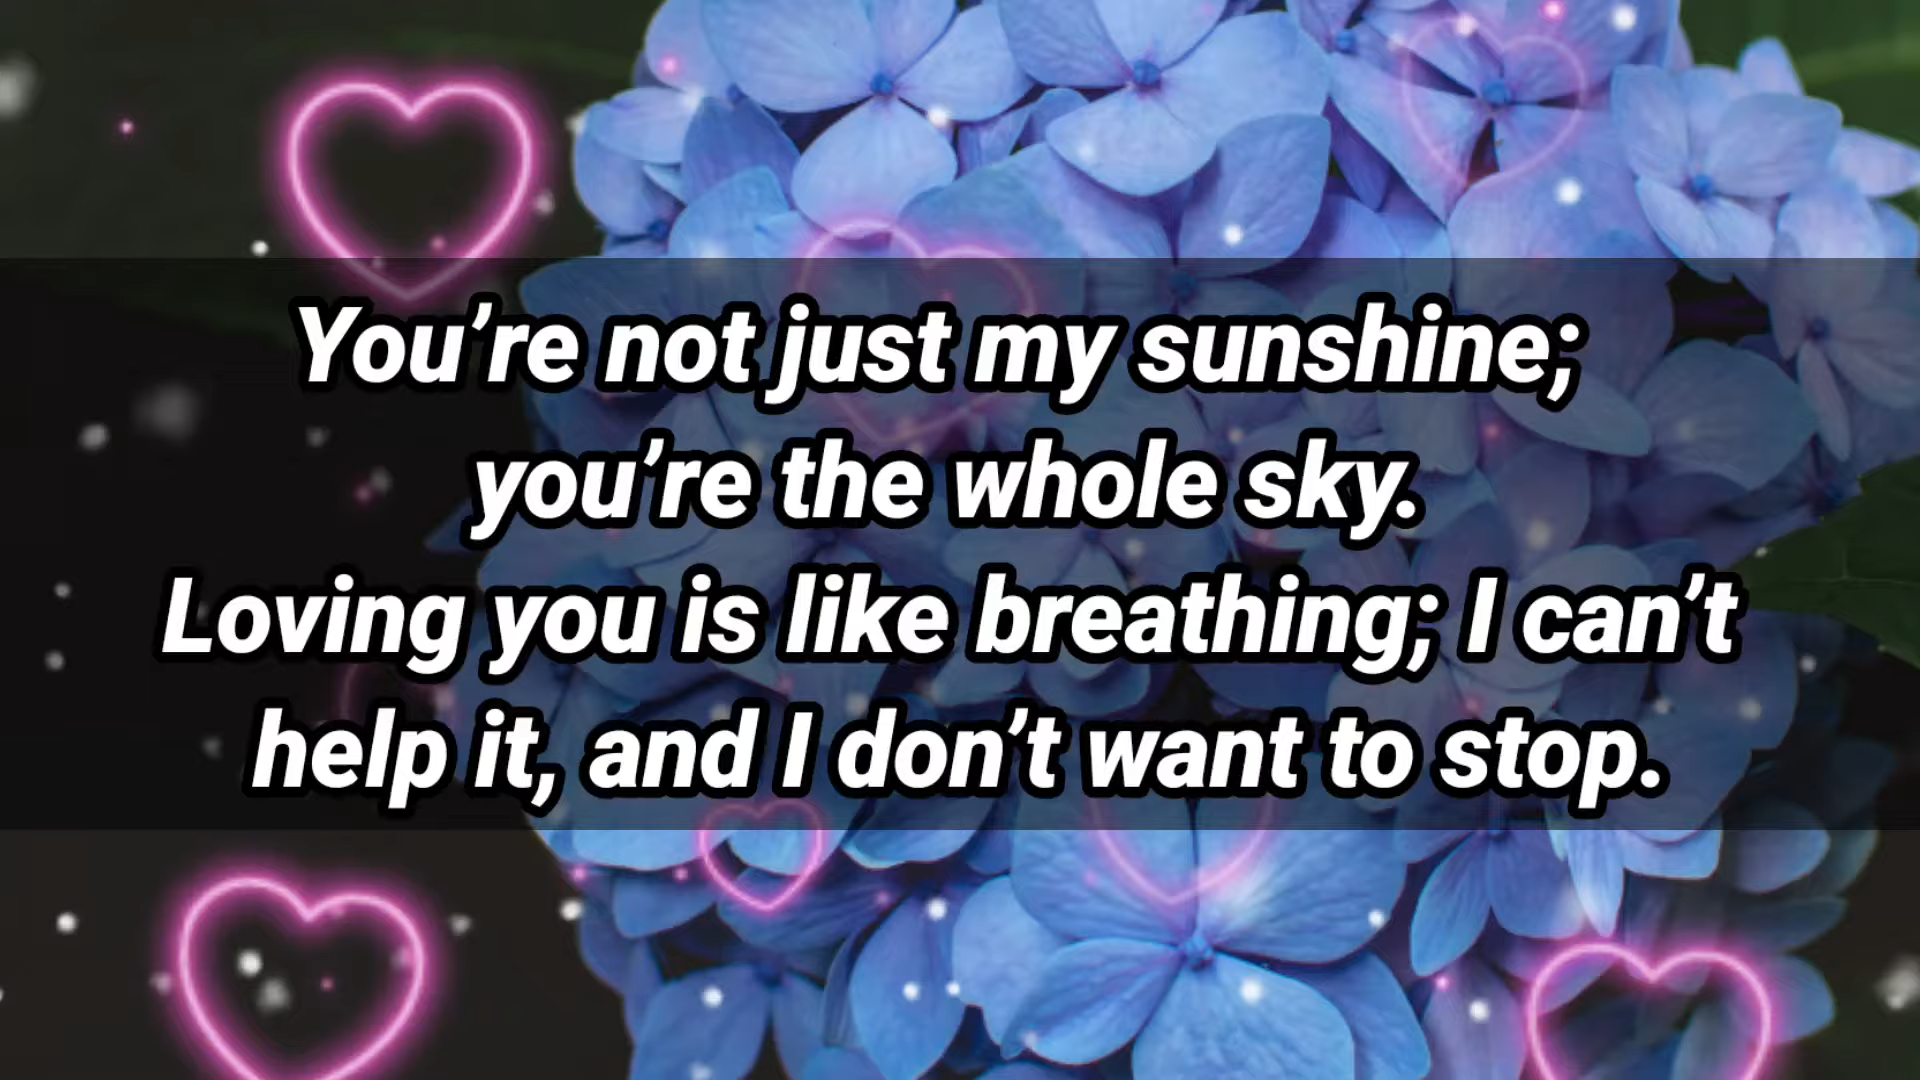 You’re not just my sunshine;
you’re the whole sky.
Loving you is like breathing; I can’t
help it, and I don’t want to stop.